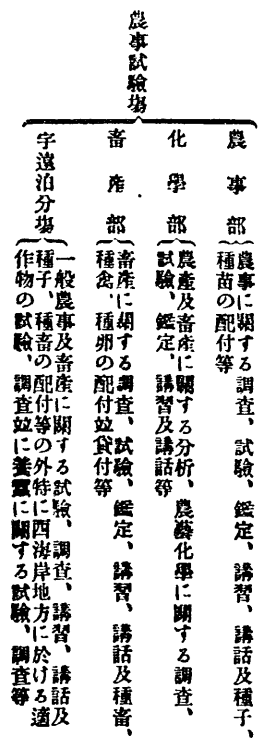 農事試驗場
農事部
農事に關する調查、試驗、鑑定、講習、講話及種子、
種苗の配付等
化學部
農產及畜產に關する分析、農藝化學に關する調查、
試驗、鑑定、講習及講話等
畜產部
畜產に關する調查、試驗、鑑定、講習、講話及種畜、
種禽、種卵の配付竝貸付等
宇遠泊分場
一般農事及畜產に關する試驗、調查、講習、講話及
種子、種畜の配付等の外特に西海岸地方に於ける適
作物の試驗、調查竝に養蠶に關する試驗、調查等